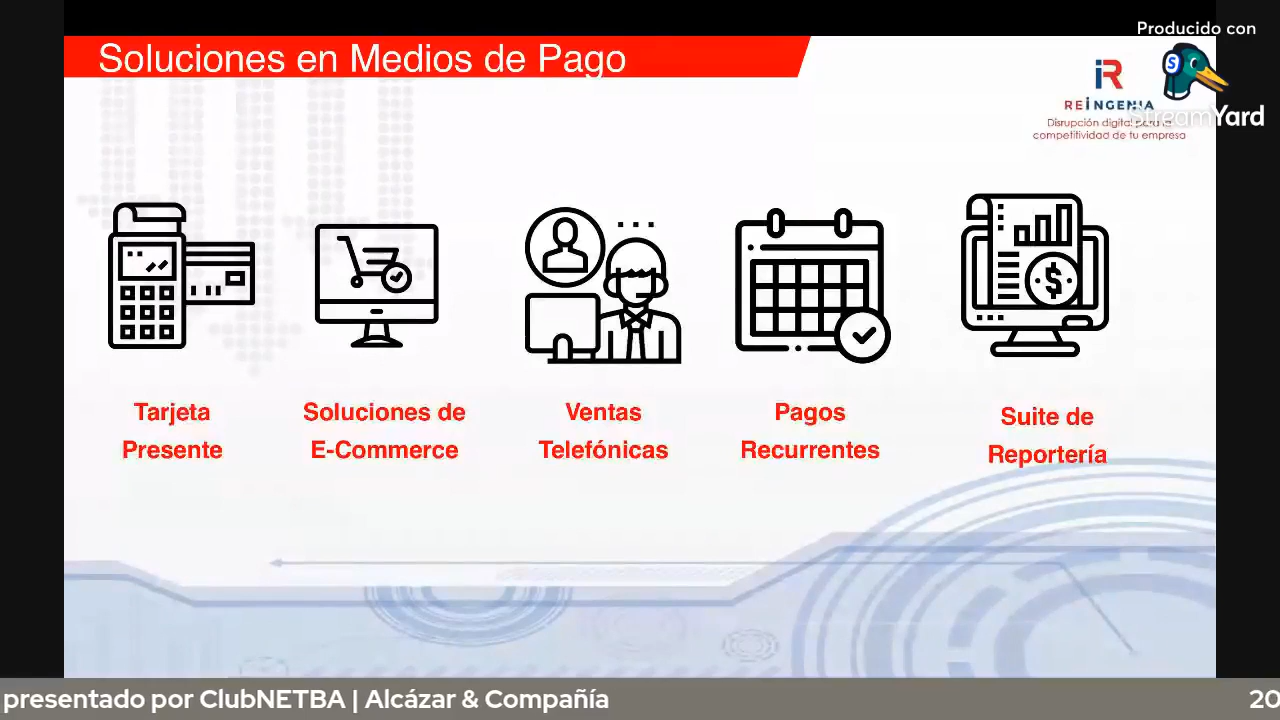 Producido con
Soluciones en Medios de Pago
iR
REINGENIA
StreamYard
Disrupción digital para la
competitividad de tu empresa
Tarjeta
Presente
Soluciones de
E-Commerce
Ventas
Telefónicas
Pagos
Recurrentes
Suite de
Reportería
presentado por ClubNETBA | Alcázar & Compañía
20